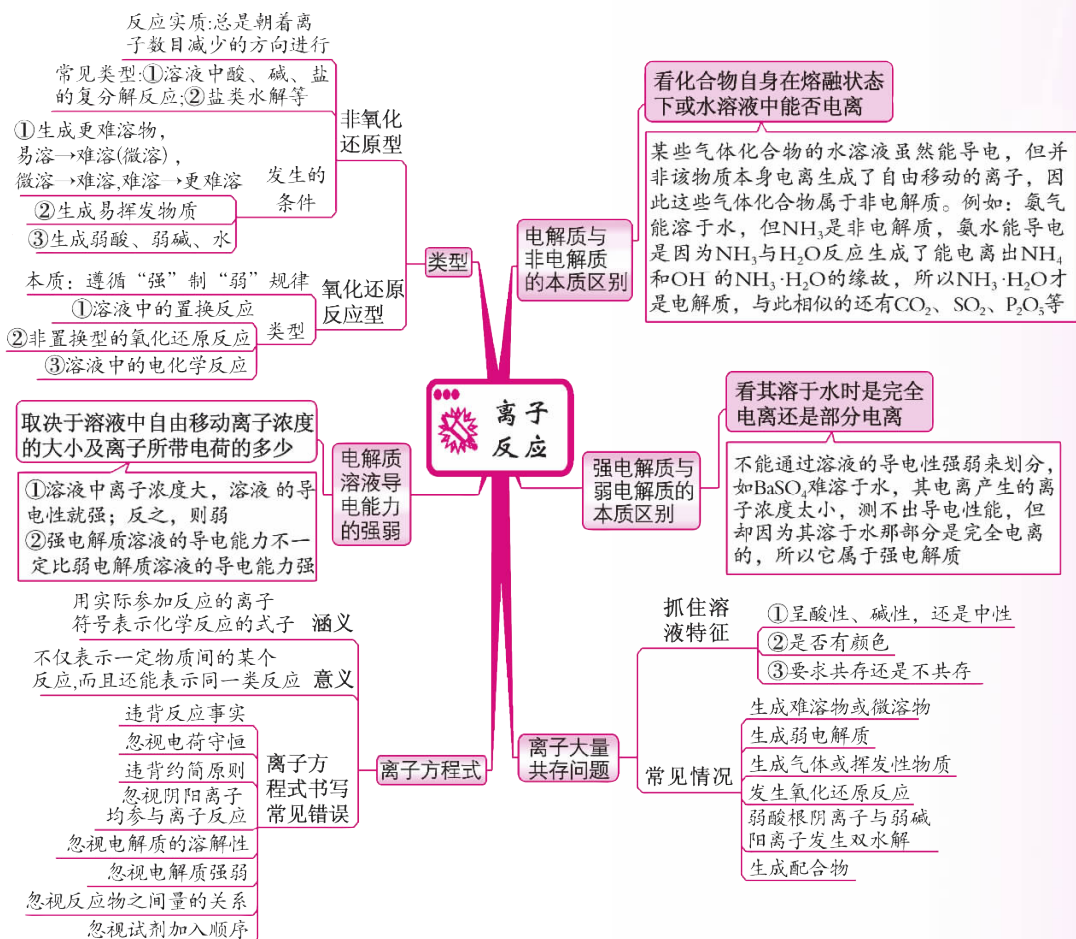 离子
反应
类型
非氧化
还原型
反应实质:总是朝着离
子数目减少的方向进行
常见类型:①溶液中酸、碱、盐
的复分解反应;②盐类水解等
发生的
条件
①生成更难溶物，
易溶→难溶(微溶)，
微溶→难溶,难溶→更难溶
②生成易挥发物质
③生成弱酸、弱碱、水
氧化还原
反应型
本质：遵循“强”制“弱”规律
类型
①溶液中的置换反应
②非置换型的氧化还原反应
③溶液中的电化学反应
电解质
溶液导
电能力
的强弱
取决于溶液中自由移动离子浓度
的大小及离子所带电荷的多少
①溶液中离子浓度大，溶液 的导
电性就强；反之，则弱
②强电解质溶液的导电能力不一
定比弱电解质溶液的导电能力强
离子方程式
用实际参加反应的离子
符号表示化学反应的式子 涵义
不仅表示一定物质间的某个
反应,而且还能表示同一类反应 意义
离子方
程式书写
常见错误
违背反应事实
忽视电荷守恒
违背约简原则
忽视阴阳离子
均参与离子反应
忽视电解质的溶解性
忽视电解质强弱
忽视反应物之间量的关系
忽视试剂加入顺序
电解质与
非电解质
的本质区别
看化合物自身在熔融状态
下或水溶液中能否电离
某些气体化合物的水溶液虽然能导电，但并
非该物质本身电离生成了自由移动的离子，因
此这些气体化合物属于非电解质。例如：氨气
能溶于水，但NH₃是非电解质，氨水能导电
是因为NH₃与H₂O反应生成了能电离出NH₄
和OH 的NH₃·H₂O的缘故，所以NH₃·H₂O才
是电解质，与此相似的还有CO₂、SO₂、P₂O₅等
强电解质与
弱电解质的
本质区别
看其溶于水时是完全
电离还是部分电离
不能通过溶液的导电性强弱来划分，
如BaSO₄难溶于水，其电离产生的离
子浓度太小，测不出导电性能，但
却因为其溶于水那部分是完全电离
的，所以它属于强电解质
离子大量
共存问题
抓住溶
液特征
①呈酸性、碱性，还是中性
②是否有颜色
③要求共存还是不共存
常见情况
生成难溶物或微溶物
生成弱电解质
生成气体或挥发性物质
发生氧化还原反应
弱酸根阴离子与弱碱
阳离子发生双水解
生成配合物